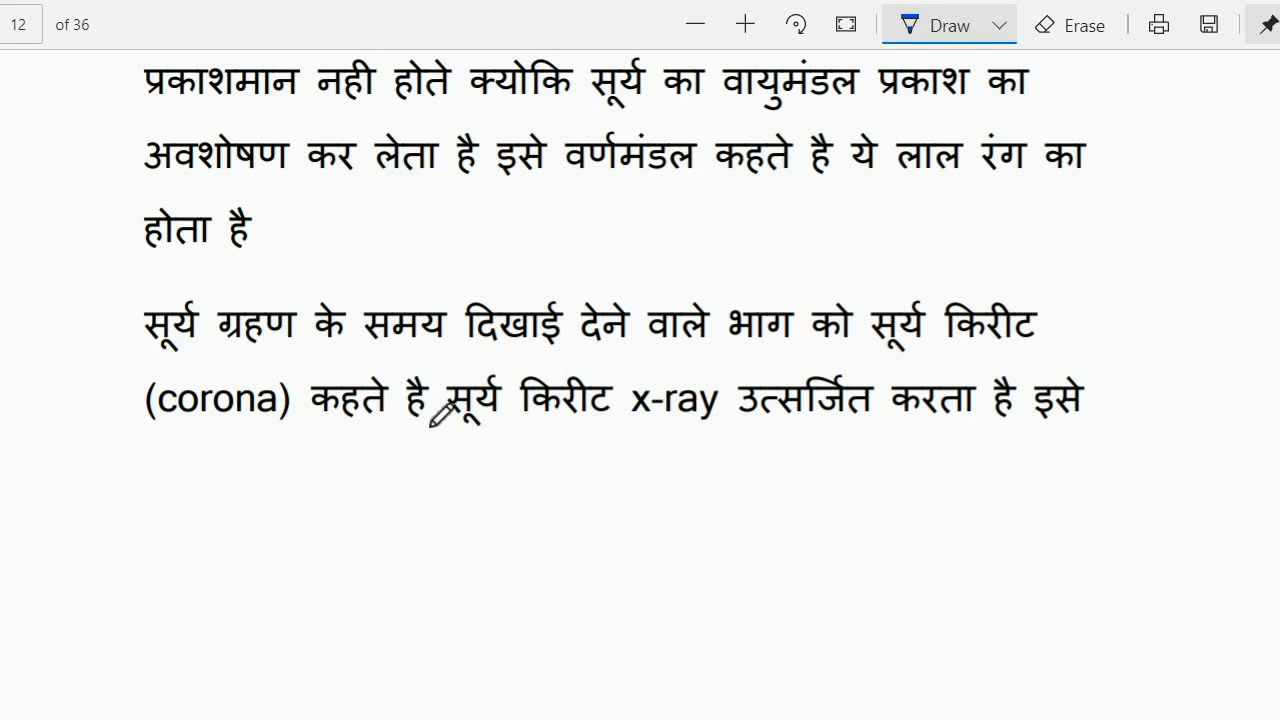 12 of 36 Draw Erase
प्रकाशमान नही होते क्योकि सूर्य का वायुमंडल प्रकाश का
अवशोषण कर लेता है इसे वर्णमंडल कहते है ये लाल रंग का
होता है
सूर्य ग्रहण के समय दिखाई देने वाले भाग को सूर्य किरीट
(corona) कहते है सूर्य किरीट x-ray उत्सर्जित करता है इसे